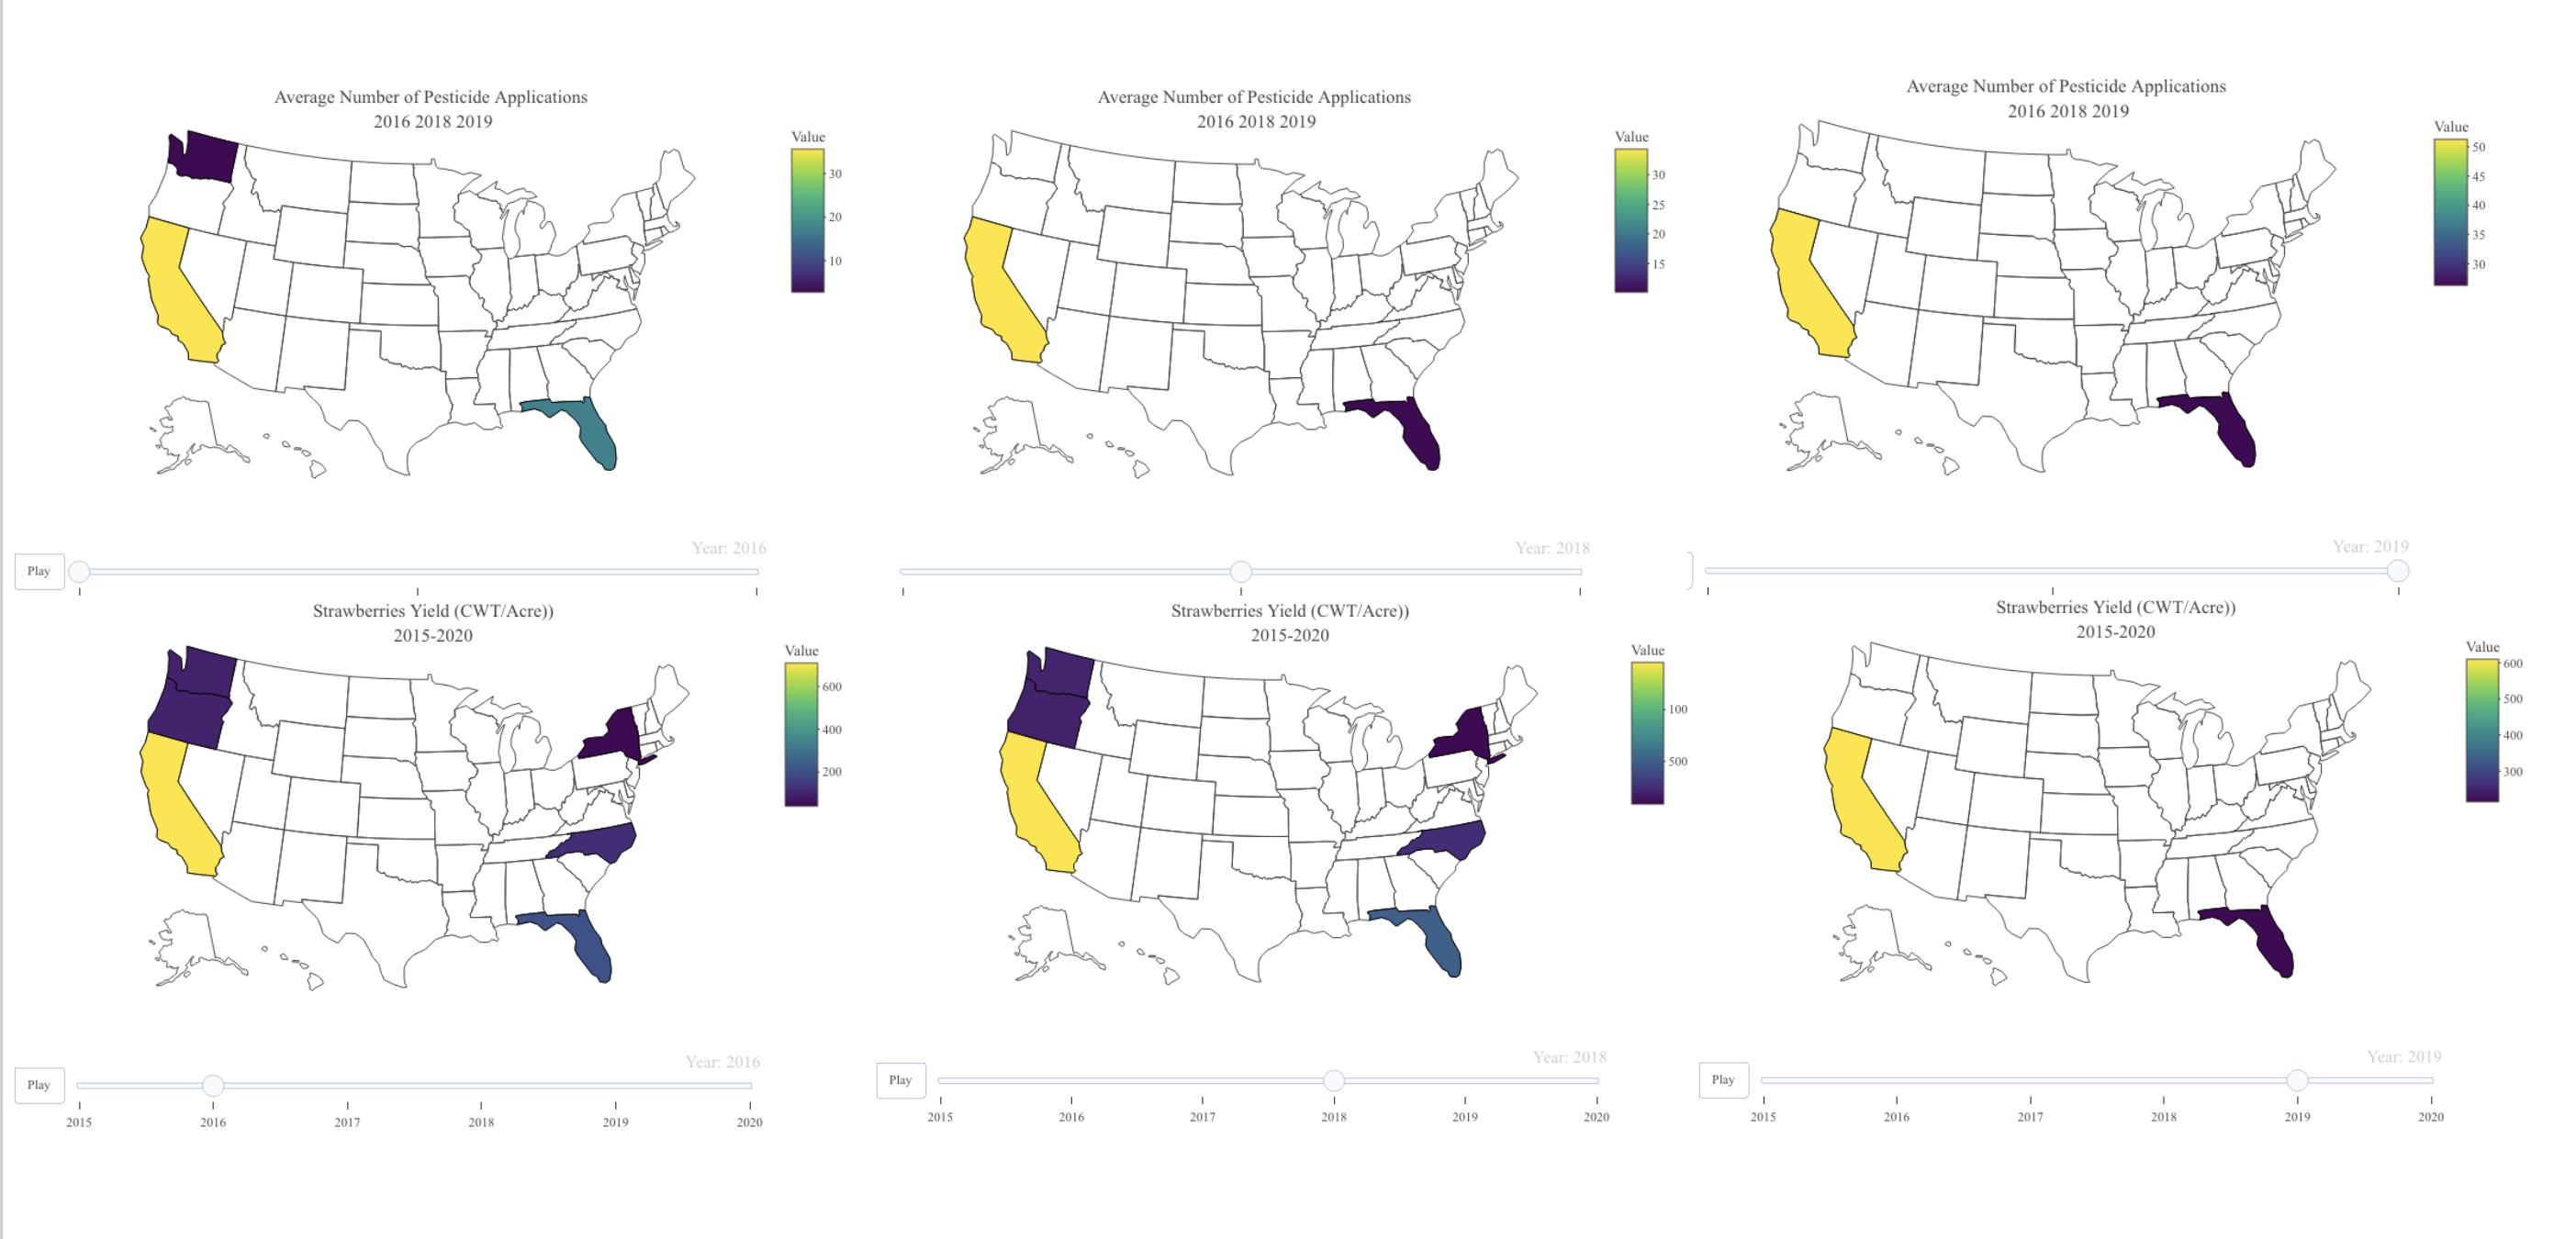 Average Number of Pesticide Applications
2016 2018 2019
Value
30
20
10
Year: 2016
Play
Average Number of Pesticide Applications
2016 2018 2019
Value
30
25
20
15
Year: 2018
Average Number of Pesticide Applications
2016 2018 2019
Value
50
45
40
35
30
Year: 2019
Strawberries Yield (CWT/Acre))
2015-2020
Value
600
400
200
Year: 2016
Play
2015 2016 2017 2018 2019 2020
Strawberries Yield (CWT/Acre))
2015-2020
Value
100
500
Year: 2018
Play
2015 2016 2017 2018 2019 2020
Strawberries Yield (CWT/Acre))
2015-2020
Value
600
500
400
300
Year: 2019
Play
2015 2016 2017 2018 2019 2020